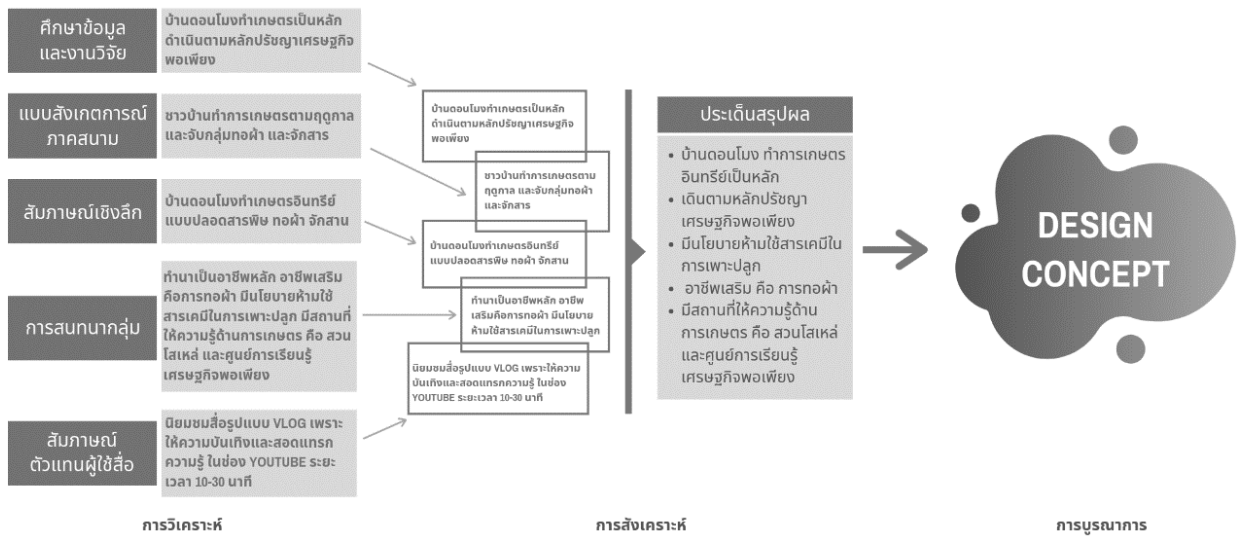 ศึกษาข้อมูล
และงานวิจัย
บ้านดอนโมงทำเกษตรเป็นหลัก
ดำเนินตามหลักปรัชญาเศรษฐกิจ
พอเพียง
แบบสังเกตการณ์
ภาคสนาม
ชาวบ้านทำการเกษตรตามฤดูกาล
และจับกลุ่มทอผ้า และจักสาร
สัมภาษณ์เชิงลึก
บ้านดอนโมงทำเกษตรอินทรีย์
แบบปลอดสารพิษ ทอผ้า จักสาน
การสนทนากลุ่ม
ทำนาเป็นอาชีพหลัก อาชีพเสริม
คือการทอผ้า มีนโยบายห้ามใช้
สารเคมีในการเพาะปลูก มีสถานที่
ให้ความรู้ด้านการเกษตร คือ สวน
โสเหล่ และศูนย์การเรียนรู้
เศรษฐกิจพอเพียง
สัมภาษณ์
ตัวแทนผู้ใช้สื่อ
นิยมชมสื่อรูปแบบ VLOG เพราะ
ให้ความบันเทิงและสอดแทรก
ความรู้ ในช่อง YOUTUBE ระยะ
เวลา 10-30 นาที
การวิเคราะห์
บ้านดอนโมงทำเกษตรเป็นหลัก
ดำเนินตามหลักปรัชญาเศรษฐกิจ
พอเพียง
ชาวบ้านทำการเกษตรตาม
ฤดูกาล และจับกลุ่มทอผ้า
และจักสาร
บ้านดอนโมงทำเกษตรอินทรีย์
แบบปลอดสารพิษ ทอผ้า จักสาน
ทำนาเป็นอาชีพหลัก อาชีพ
เสริมคือการทอผ้า มีนโยบาย
ห้ามใช้สารเคมีในการเพาะปลูก
นิยมชมสื่อรูปแบบ VLOG เพราะให้ความ
บันเทิงและสอดแทรกความรู้ ในช่อง
YOUTUBE ระยะเวลา 10-30 นาที
ประเด็นสรุปผล
• บ้านดอนโมง ทำการเกษตร
อินทรีย์เป็นหลัก
• เดินตามหลักปรัชญา
เศรษฐกิจพอเพียง
• มีนโยบายห้ามใช้สารเคมีใน
การเพาะปลูก
• อาชีพเสริม คือ การทอผ้า
• มีสถานที่ให้ความรู้ด้าน
การเกษตร คือ สวนโสเหล่
และศูนย์การเรียนรู้
เศรษฐกิจพอเพียง
การสังเคราะห์
DESIGN
CONCEPT
การบูรณาการ